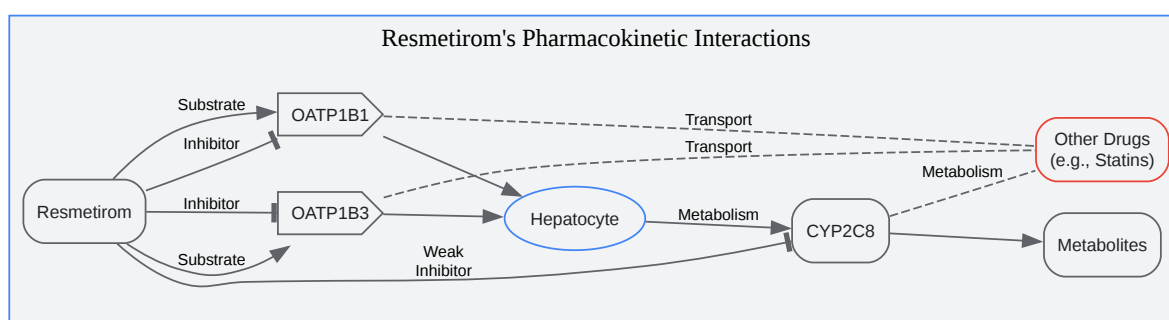 Resmetirom's Pharmacokinetic Interactions
Substrate
OATP1B1
Transport
Inhibitor
Transport
Other Drugs
(e.g., Statins)
Metabolism
Resmetirom
Inhibitor
OATP1B3
Hepatocyte
Metabolism
CYP2C8
Metabolites
Substrate
Weak
Inhibitor